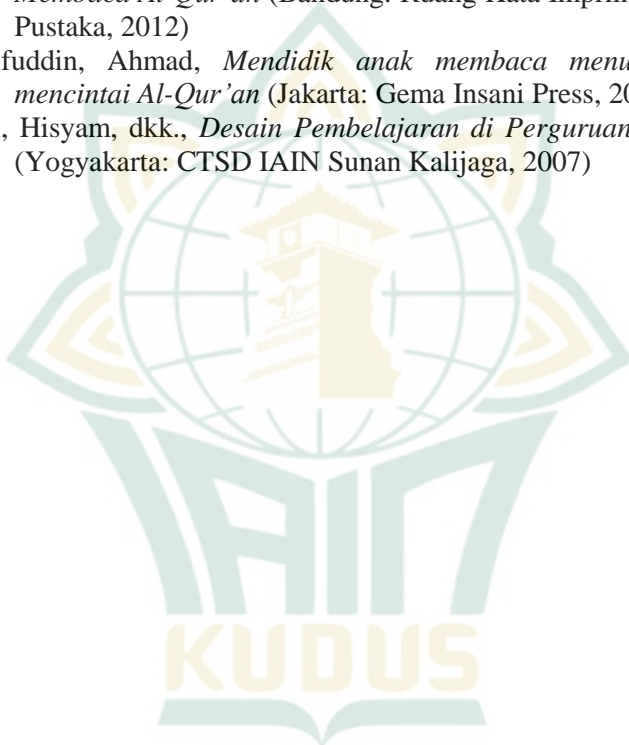 Membaca Al-Qur’an (Bandung: Ruang Kata Imprin
Pustaka, 2012)
fuddin, Ahmad, Mendidik anak membaca menu
mencintai Al-Qur’an (Jakarta: Gema Insani Press, 20
, Hisyam, dkk., Desain Pembelajaran di Perguruan
(Yogyakarta: CTSD IAIN Sunan Kalijaga, 2007)
IAIN
KUDUS